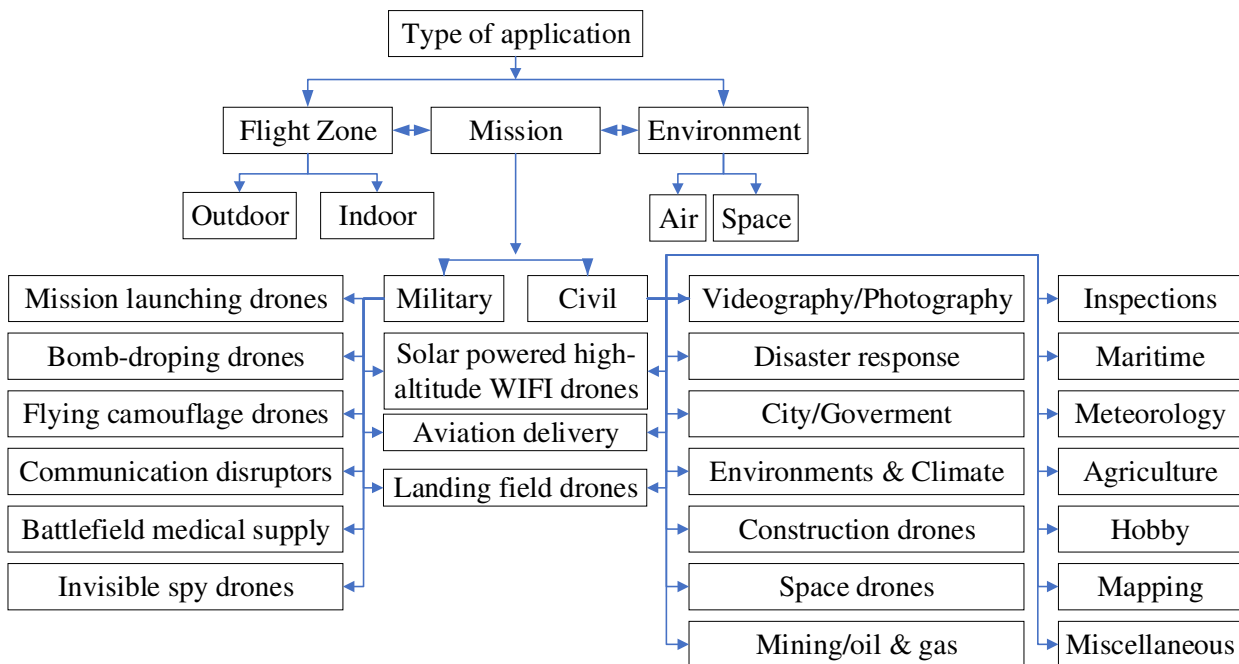 Type of application
Flight Zone
Mission
Environment
Outdoor
Indoor
Air
Space
Military
Civil
Mission launching drones
Bomb-droping drones
Flying camouflage drones
Communication disruptors
Battlefield medical supply
Invisible spy drones
Solar powered high-
altitude WIFI drones
Aviation delivery
Landing field drones
Videography/Photography
Disaster response
City/Goverment
Environments & Climate
Construction drones
Space drones
Mining/oil & gas
Inspections
Maritime
Meteorology
Agriculture
Hobby
Mapping
Miscellaneous